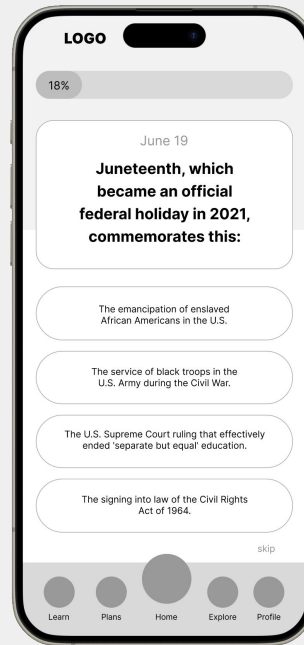 LOGO
18%
June 19
Juneteenth, which
became an official
federal holiday in 2021,
commemorates this:
The emancipation of enslaved
African Americans in the U.S.
The service of black troops in the
U.S. Army during the Civil War.
The U.S. Supreme Court ruling that effectively
ended 'separate but equal' education.
The signing into law of the Civil Rights
Act of 1964.
skip
Learn Plans Home Explore Profile